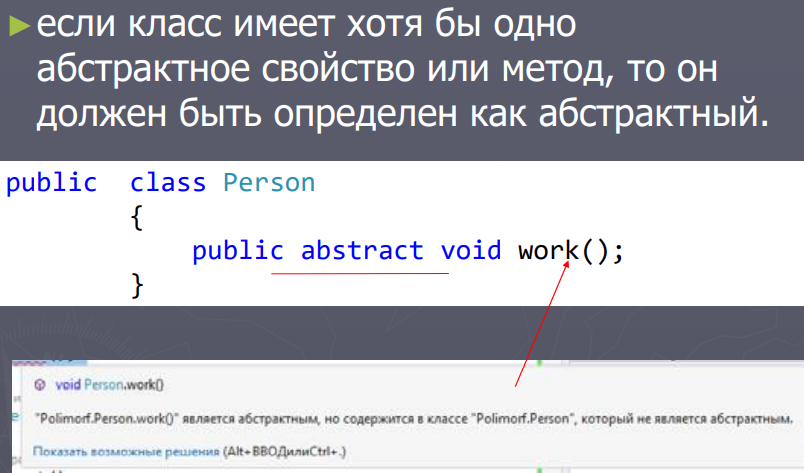 ►если класс имеет хотя бы одно
абстрактное свойство или метод, то он
должен быть определен как абстрактный.
public class Person
{
public abstract void work();
}
void Person.work()
"Polimorf.Person.work()" является абстрактным, но содержится в классе "Polimorf.Person", который не является абстрактным.
Показать возможные решения (Alt+ВВОДилиCtrl+.)